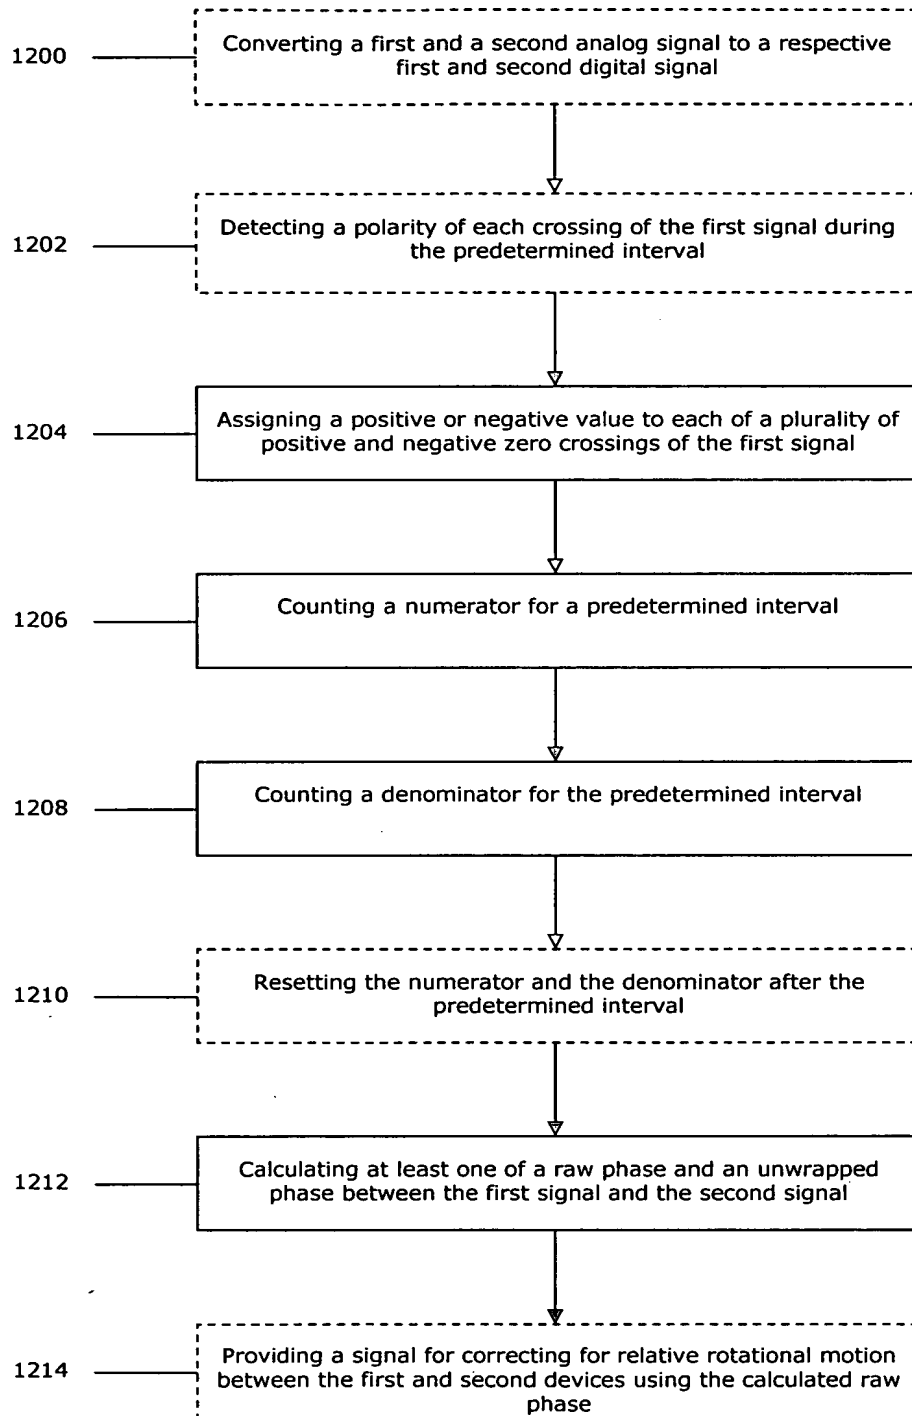 1200
Converting a first and a second analog signal to a respective
first and second digital signal
1202
Detecting a polarity of each crossing of the first signal during
the predetermined interval
1204
Assigning a positive or negative value to each of a plurality of
positive and negative zero crossings of the first signal
1206
Counting a numerator for a predetermined interval
1208
Counting a denominator for the predetermined interval
1210
Resetting the numerator and the denominator after the
predetermined interval
1212
Calculating at least one of a raw phase and an unwrapped
phase between the first signal and the second signal
1214
Providing a signal for correcting for relative rotational motion
between the first and second devices using the calculated raw
phase